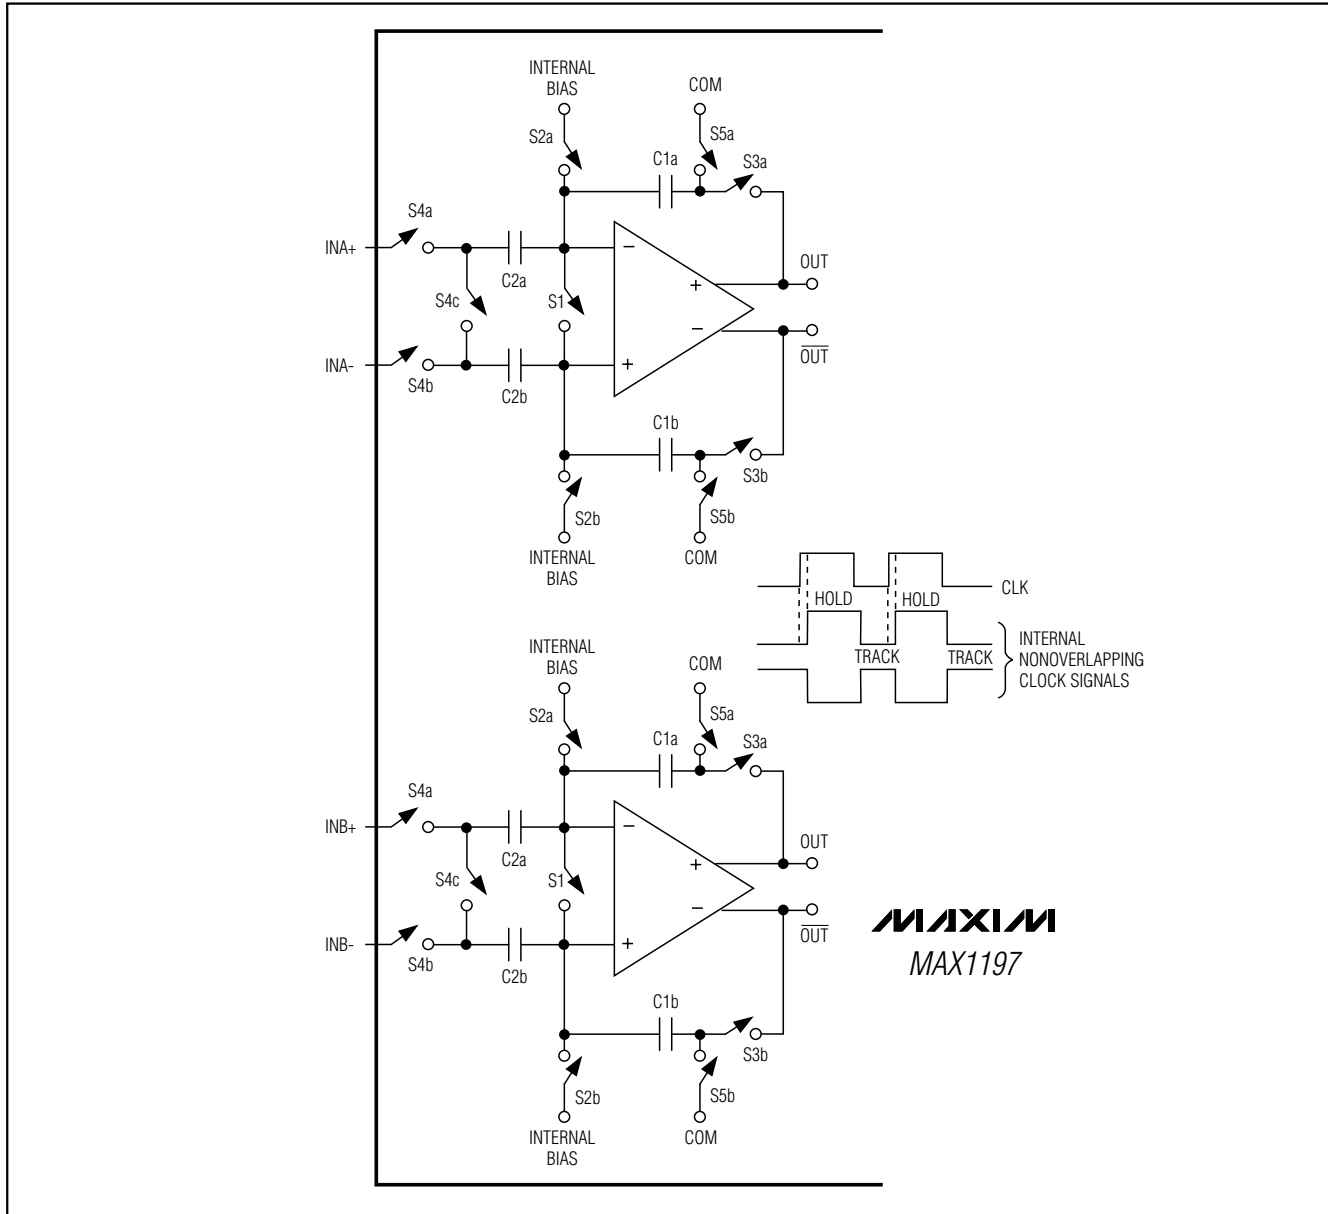 INTERNAL
BIAS
COM
S2a
S5a
C1a
S3a
S4a
INA+
−
OUT
C2a
+
S4c
S1
−
OUT
INA-
+
S4b
C2b
C1b
S3b
S2b
S5b
INTERNAL
BIAS
COM
CLK
HOLD
HOLD
TRACK
TRACK
INTERNAL
NONOVERLAPPING
CLOCK SIGNALS
INTERNAL
BIAS
COM
S2a
S5a
C1a
S3a
S4a
INB+
−
OUT
C2a
+
S4c
S1
−
OUT
INB-
+
S4b
C2b
MAXIM
MAX1197
C1b
S3b
S2b
S5b
INTERNAL
BIAS
COM